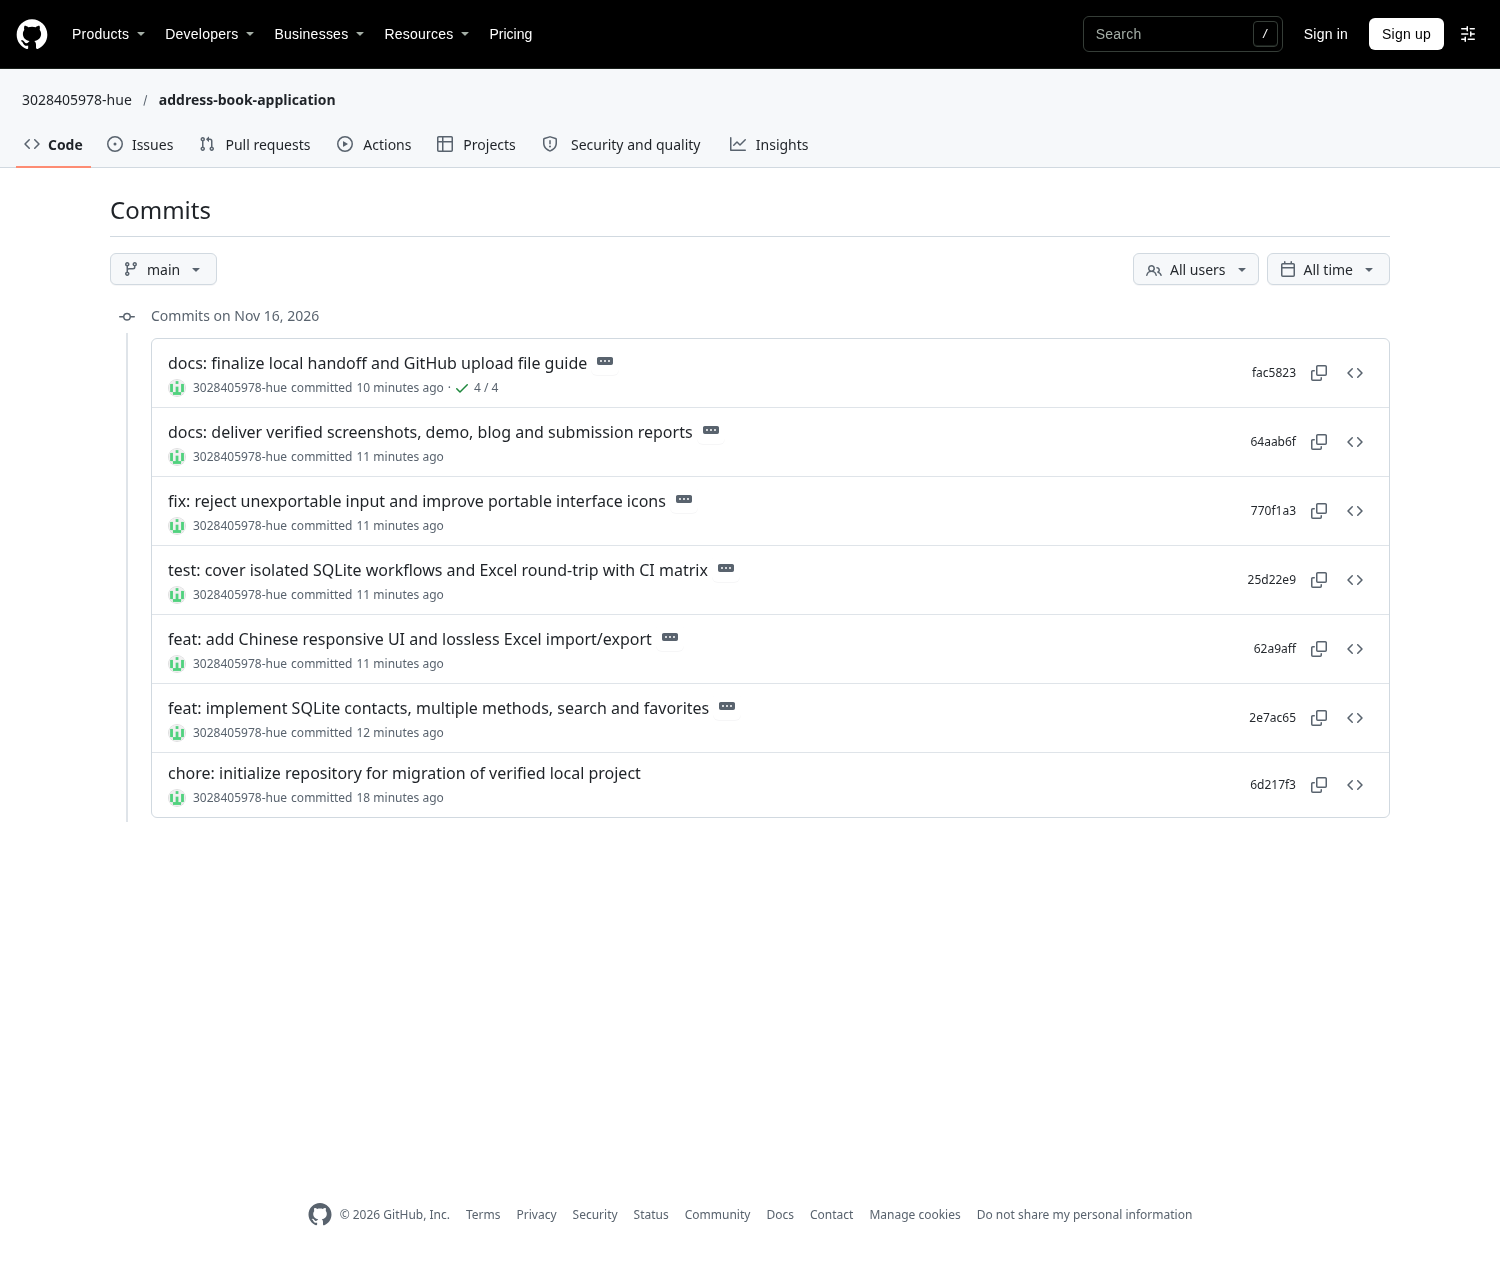 Products Developers Businesses Resources Pricing Search / Sign in Sign up
3028405978-hue / address-book-application
Code Issues Pull requests Actions Projects Security and quality Insights
Commits
main All users All time
Commits on Nov 16, 2026
docs: finalize local handoff and GitHub upload file guide
3028405978-hue committed 10 minutes ago · 4 / 4
fac5823
docs: deliver verified screenshots, demo, blog and submission reports
3028405978-hue committed 11 minutes ago
64aab6f
fix: reject unexportable input and improve portable interface icons
3028405978-hue committed 11 minutes ago
770f1a3
test: cover isolated SQLite workflows and Excel round-trip with CI matrix
3028405978-hue committed 11 minutes ago
25d22e9
feat: add Chinese responsive UI and lossless Excel import/export
3028405978-hue committed 11 minutes ago
62a9aff
feat: implement SQLite contacts, multiple methods, search and favorites
3028405978-hue committed 12 minutes ago
2e7ac65
chore: initialize repository for migration of verified local project
3028405978-hue committed 18 minutes ago
6d217f3
© 2026 GitHub, Inc. Terms Privacy Security Status Community Docs Contact Manage cookies Do not share my personal information